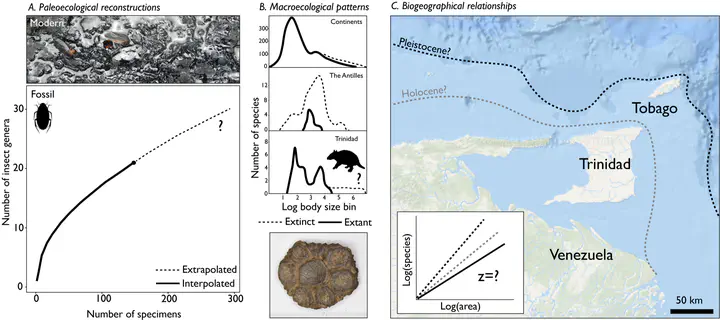 A. Paleoecological reconstructions
Modern
Fossil
30
20
10
0
?
Number of insect genera
Extrapolated
Interpolated
0 100 200 300
Number of specimens
B. Macroecological patterns
Continents
300
200
100
0
The Antilles
12
8
4
0
Trinidad
8
6
4
2
0
?
Number of species
1 2 3 4 5 6
Log body size bin
Extinct Extant
C. Biogeographical relationships
Pleistocene?
Holocene?
Tobago
Trinidad
Venezuela
Log(species)
z=?
Log(area)
50 km